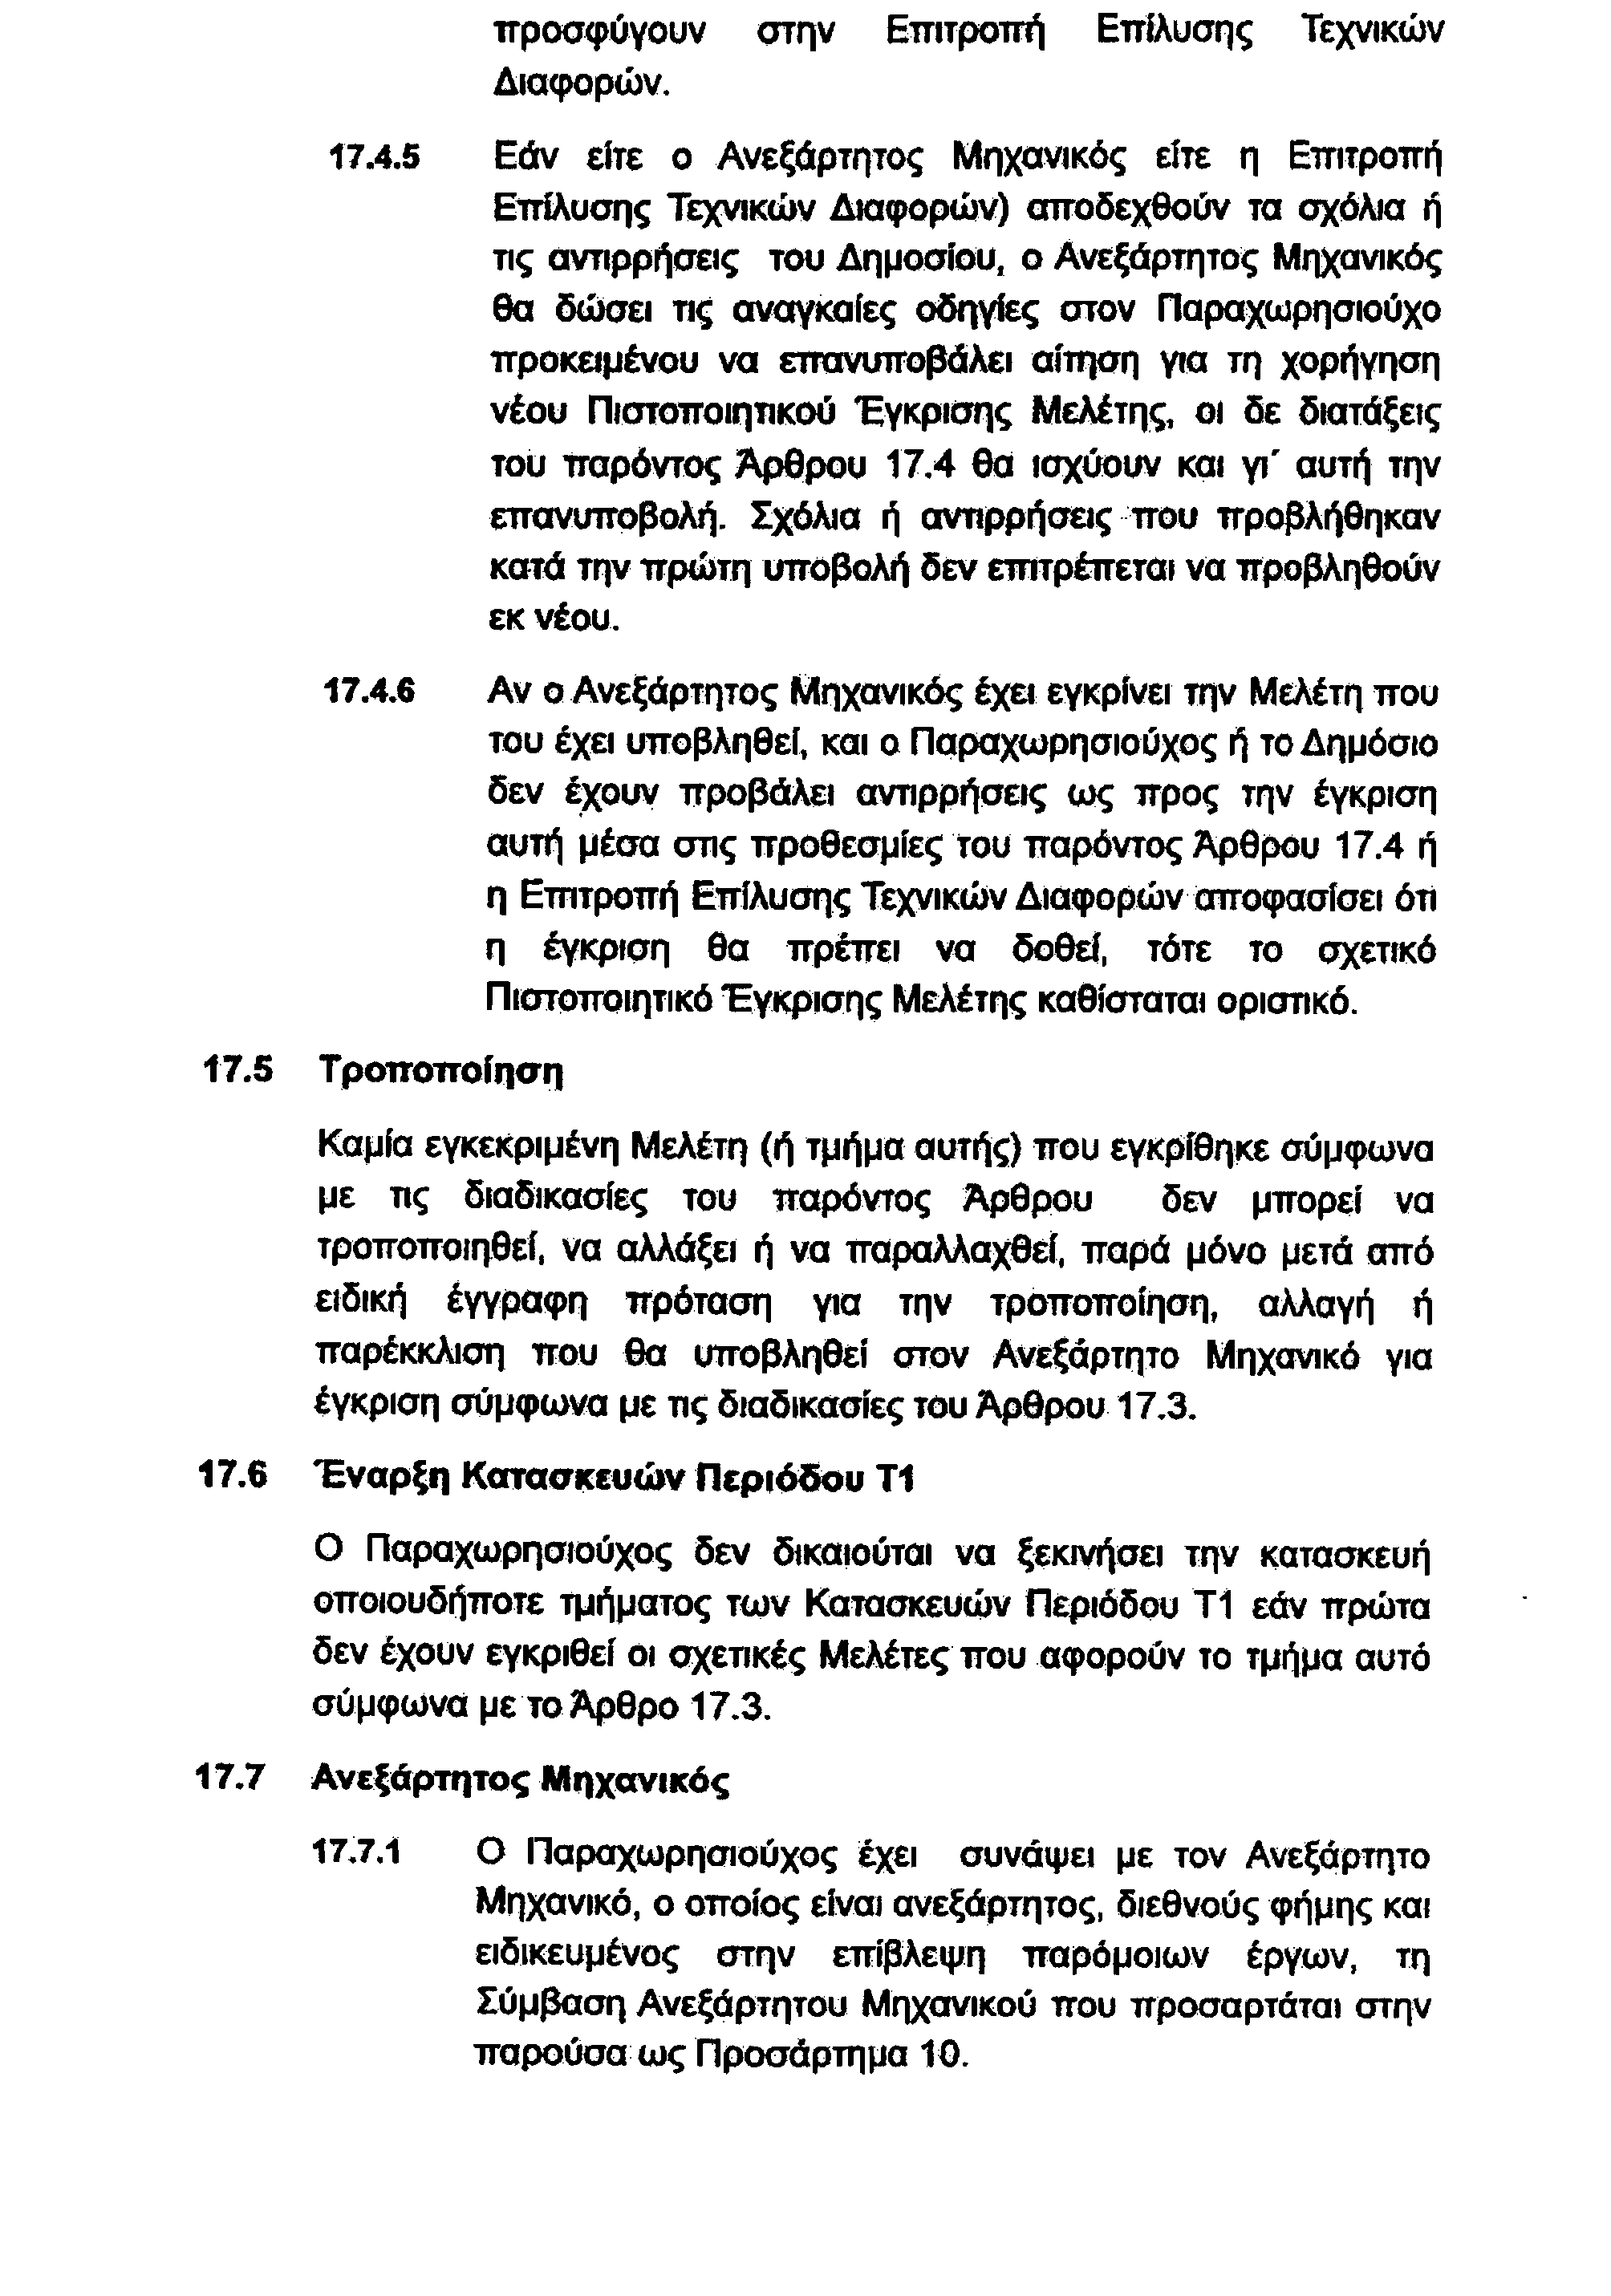 προσφύγουν στην Επιτροπή Επίλυσης Τεχνικών
Διαφορών.
17.4.5 Εάν είτε ο Ανεξάρτητος Μηχανικός είτε η Επιτροπή
Επίλυσης Τεχνικών Διαφορών) αποδεχθούν τα σχόλια ή
τις αντιρρήσεις του Δημοσίου, ο Ανεξάρτητος Μηχανικός
θα δώσει τις αναγκαίες οδηγίες στον Παραχωρησιούχο
προκειμένου να επανυποβάλει αίτηση για τη χορήγηση
νέου Πιστοποιητικού Έγκρισης Μελέτης, οι δε διατάξεις
του παρόντος Άρθρου 17.4 θα ισχύουν και γι' αυτή την
επανυποβολή. Σχόλια ή αντιρρήσεις που προβλήθηκαν
κατά την πρώτη υποβολή δεν επιτρέπεται να προβληθούν
εκ νέου.
17.4.6 Αν ο Ανεξάρτητος Μηχανικός έχει εγκρίνει την Μελέτη που
του έχει υποβληθεί, και ο Παραχωρησιούχος ή το Δημόσιο
δεν έχουν προβάλει αντιρρήσεις ως προς την έγκριση
αυτή μέσα στις προθεσμίες του παρόντος Άρθρου 17.4 ή
η Επιτροπή Επίλυσης Τεχνικών Διαφορών αποφασίσει ότι
η έγκριση θα πρέπει να δοθεί, τότε το σχετικό
Πιστοποιητικό Έγκρισης Μελέτης καθίσταται οριστικό.
17.5 Τροποποίηση
Καμία εγκεκριμένη Μελέτη (ή τμήμα αυτής) που εγκρίθηκε σύμφωνα
με τις διαδικασίες του παρόντος Άρθρου δεν μπορεί να
τροποποιηθεί, να αλλάξει ή να παραλλαχθεί, παρά μόνο μετά από
ειδική έγγραφη πρόταση για την τροποποίηση, αλλαγή ή
παρέκκλιση που θα υποβληθεί στον Ανεξάρτητο Μηχανικό για
έγκριση σύμφωνα με τις διαδικασίες του Άρθρου 17.3.
17.6 Έναρξη Κατασκευών Περιόδου Τ1
Ο Παραχωρησιούχος δεν δικαιούται να ξεκινήσει την κατασκευή
οποιουδήποτε τμήματος των Κατασκευών Περιόδου Τ1 εάν πρώτα
δεν έχουν εγκριθεί οι σχετικές Μελέτες που αφορούν το τμήμα αυτό
σύμφωνα με το Άρθρο 17.3.
17.7 Ανεξάρτητος Μηχανικός
17.7.1 Ο Παραχωρησιούχος έχει συνάψει με τον Ανεξάρτητο
Μηχανικό, ο οποίος είναι ανεξάρτητος, διεθνούς φήμης και
ειδικευμένος στην επίβλεψη παρόμοιων έργων, τη
Σύμβαση Ανεξάρτητου Μηχανικού που προσαρτάται στην
παρούσα ως Προσάρτημα 10.